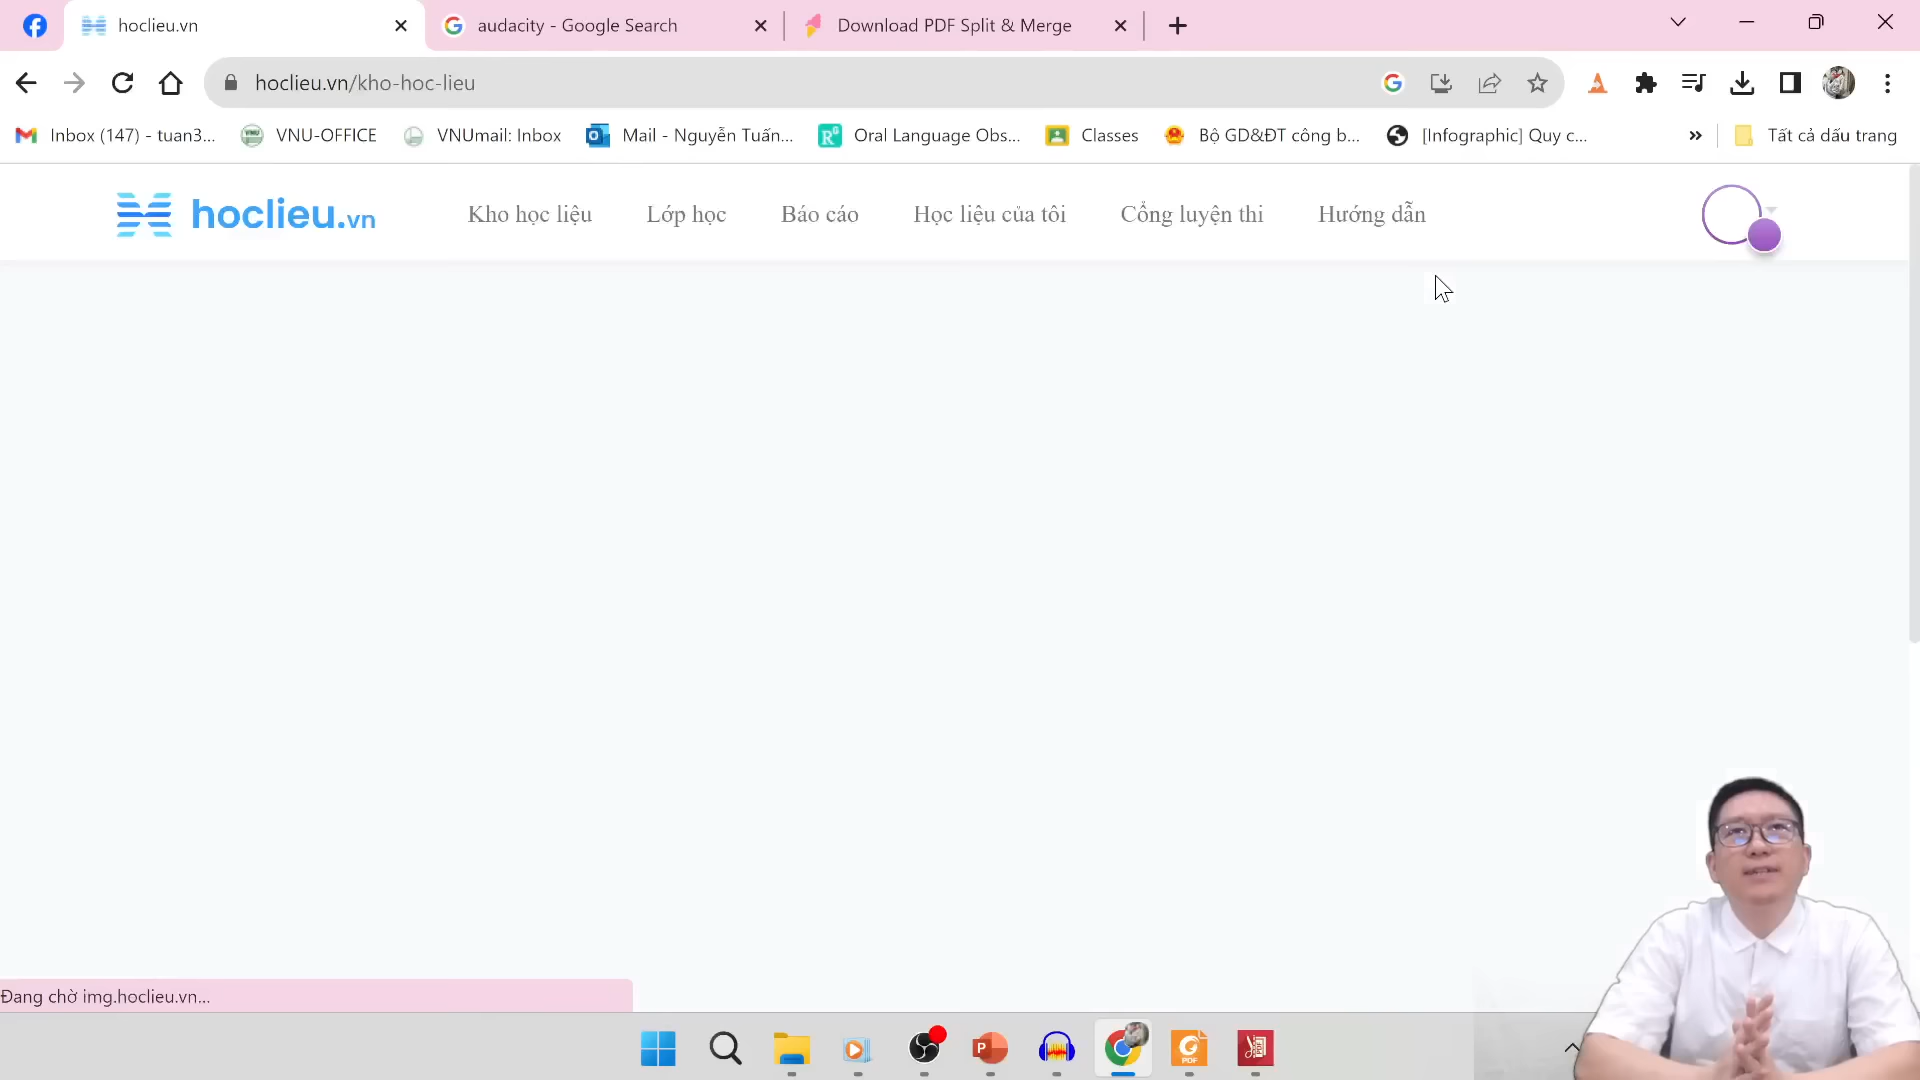 hoclieu.vn
audacity - Google Search
Download PDF Split & Merge
hoclieu.vn/kho-hoc-lieu
Inbox (147) - tuan3...
VNU-OFFICE
VNUmail: Inbox
Mail - Nguyễn Tuấn...
Oral Language Obs...
Classes
Bộ GD&ĐT công b...
[Infographic] Quy c...
»
Tất cả dấu trang
hoclieu.vn
Kho học liệu
Lớp học
Báo cáo
Học liệu của tôi
Cổng luyện thi
Hướng dẫn
Đang chờ img.hoclieu.vn...